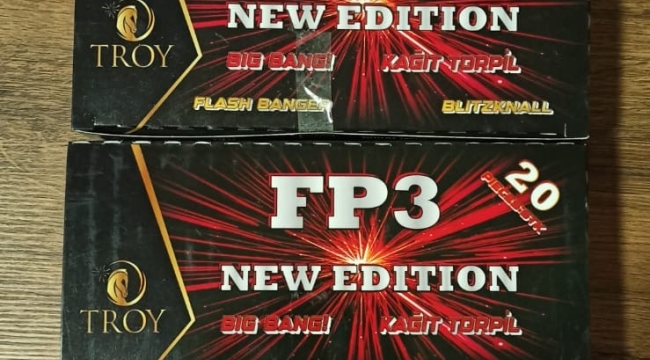 TROY
NEW EDITION
BIG BANG! KAĞIT TORPİL
FLASH BANGER BLITZKNALL
FP3
20
NEW EDITION
TROY
BIG BANG! KAĞIT TORPİL